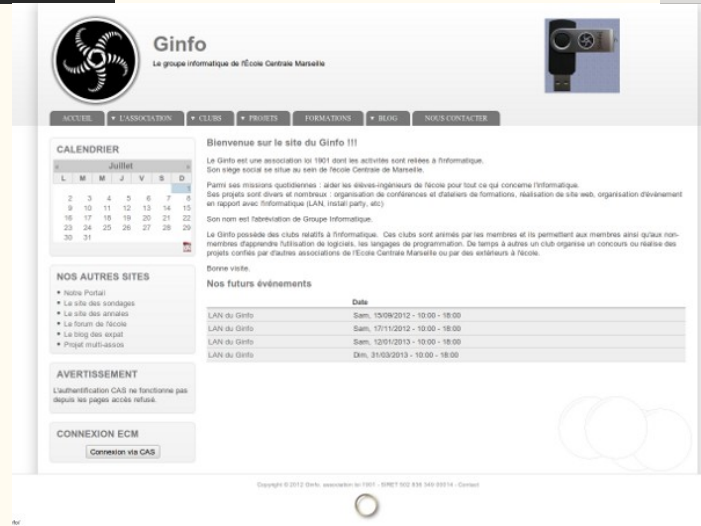 Ginfo
Le groupe informatique de l'École Centrale Marseille
ACCUEIL
▼ L'ASSOCIATION
▼ CLUBS
▼ PROJETS
FORMATIONS
▼ BLOG
NOUS CONTACTER
CALENDRIER
« Juillet »
L M M J V S D
1
2 3 4 5 6 7 8
9 10 11 12 13 14 15
16 17 18 19 20 21 22
23 24 25 26 27 28 29
30 31
NOS AUTRES SITES
• Notre Portail
• Le site des sondages
• Le site des annales
• Le forum de l'école
• Le blog des expat
• Projet multi-assos
AVERTISSEMENT
L'authentification CAS ne fonctionne pas
depuis les pages accès refusé.
CONNEXION ECM
Connexion via CAS
Bienvenue sur le site du Ginfo !!!
Le Ginfo est une association loi 1901 dont les activités sont reliées à l'informatique.
Son siège social se situe au sein de l'école Centrale de Marseille.
Parmi ses missions quotidiennes : aider les élèves-ingénieurs de l'école pour tout ce qui concerne l'informatique.
Ses projets sont divers et nombreux : organisation de conférences et d'ateliers de formations, réalisation de site web, organisation d'évènement
en rapport avec l'informatique (LAN, install party, etc)
Son nom est l'abréviation de Groupe Informatique.
Le Ginfo possède des clubs relatifs à l'informatique. Ces clubs sont animés par les membres et ils permettent aux membres ainsi qu'aux non-
membres d'apprendre l'utilisation de logiciels, les langages de programmation. De temps à autres un club organise un concours ou réalise des
projets confiés par d'autres associations de l'Ecole Centrale Marseille ou par des extérieurs à l'école.
Bonne visite.
Nos futurs événements
Date
LAN du Ginfo Sam, 15/09/2012 - 10:00 - 18:00
LAN du Ginfo Sam, 17/11/2012 - 10:00 - 18:00
LAN du Ginfo Sam, 12/01/2013 - 10:00 - 18:00
LAN du Ginfo Dim, 31/03/2013 - 10:00 - 18:00
Copyright © 2012 Ginfo, association loi 1901 - SIRET 502 838 349 00014 - Contact